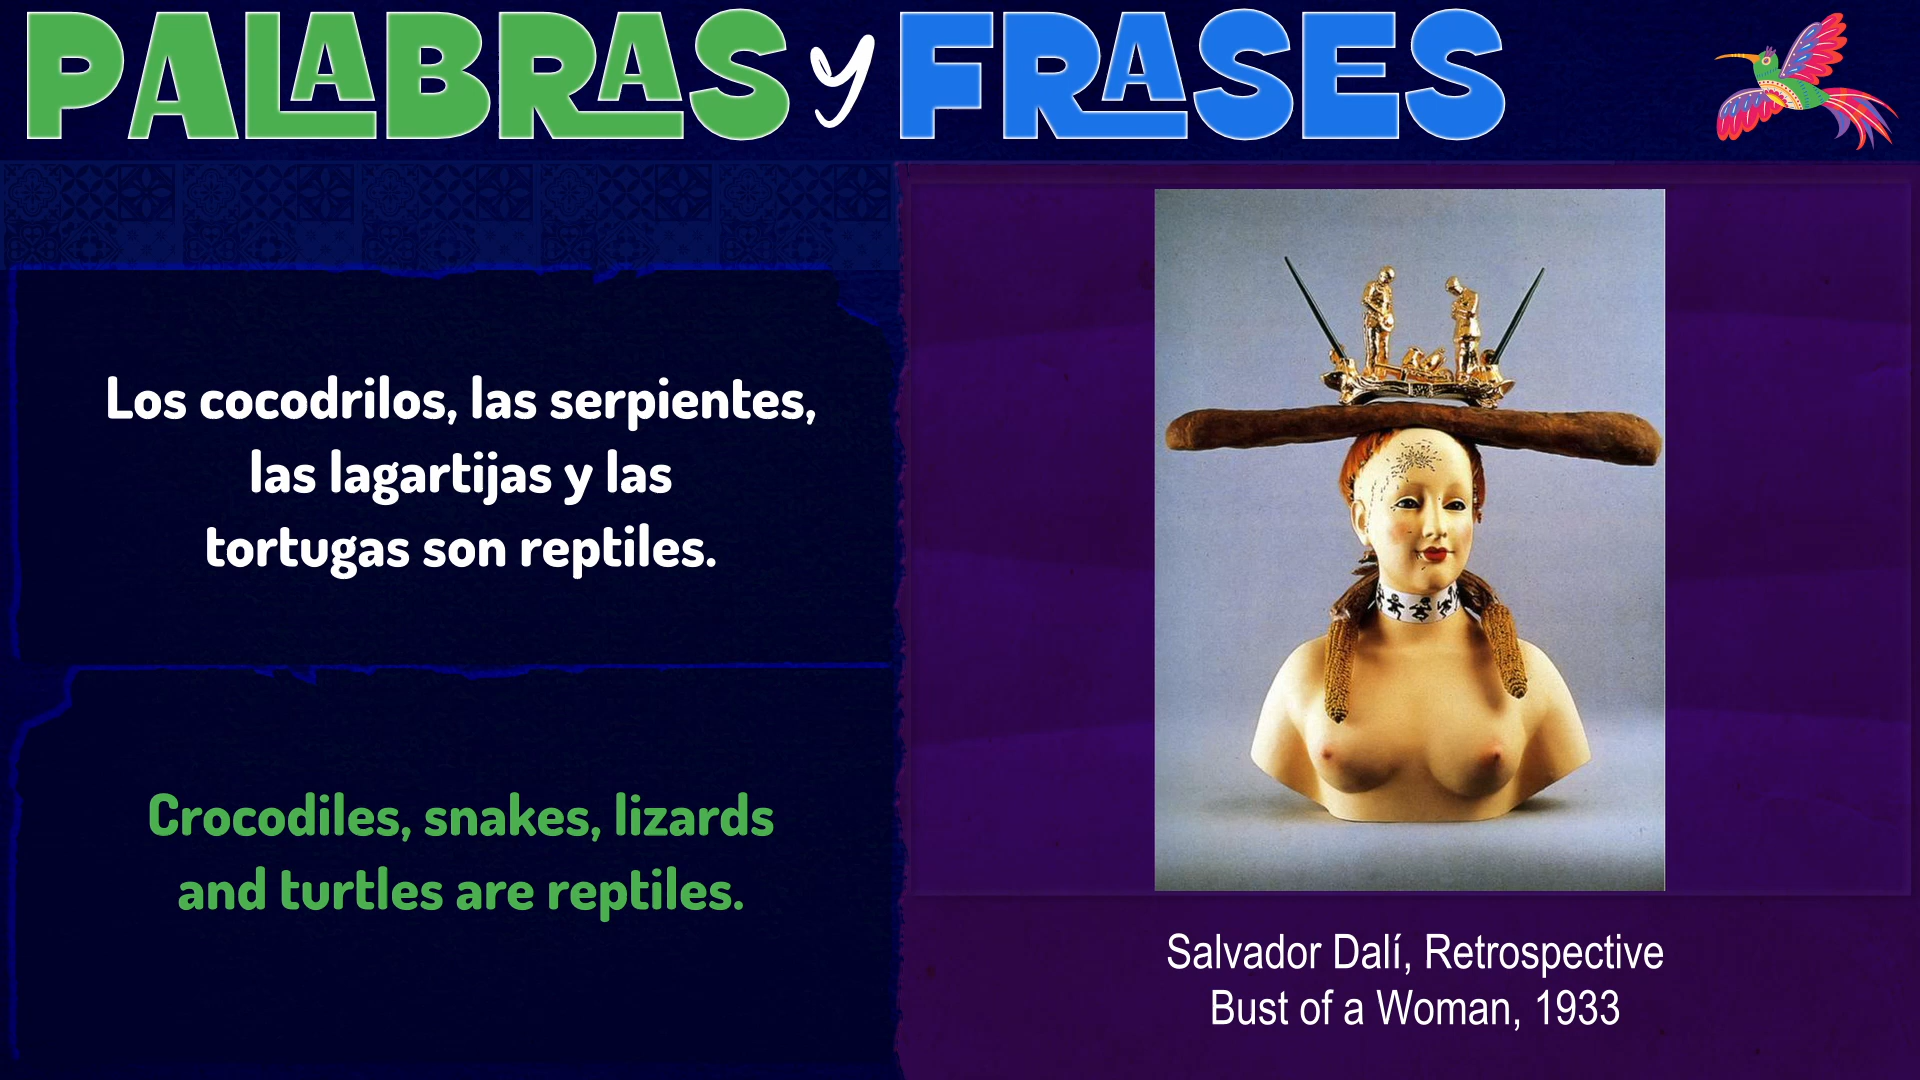 PALABRAS y FRASES
Los cocodrilos, las serpientes,
las lagartijas y las
tortugas son reptiles.
Crocodiles, snakes, lizards
and turtles are reptiles.
Salvador Dalí, Retrospective
Bust of a Woman, 1933